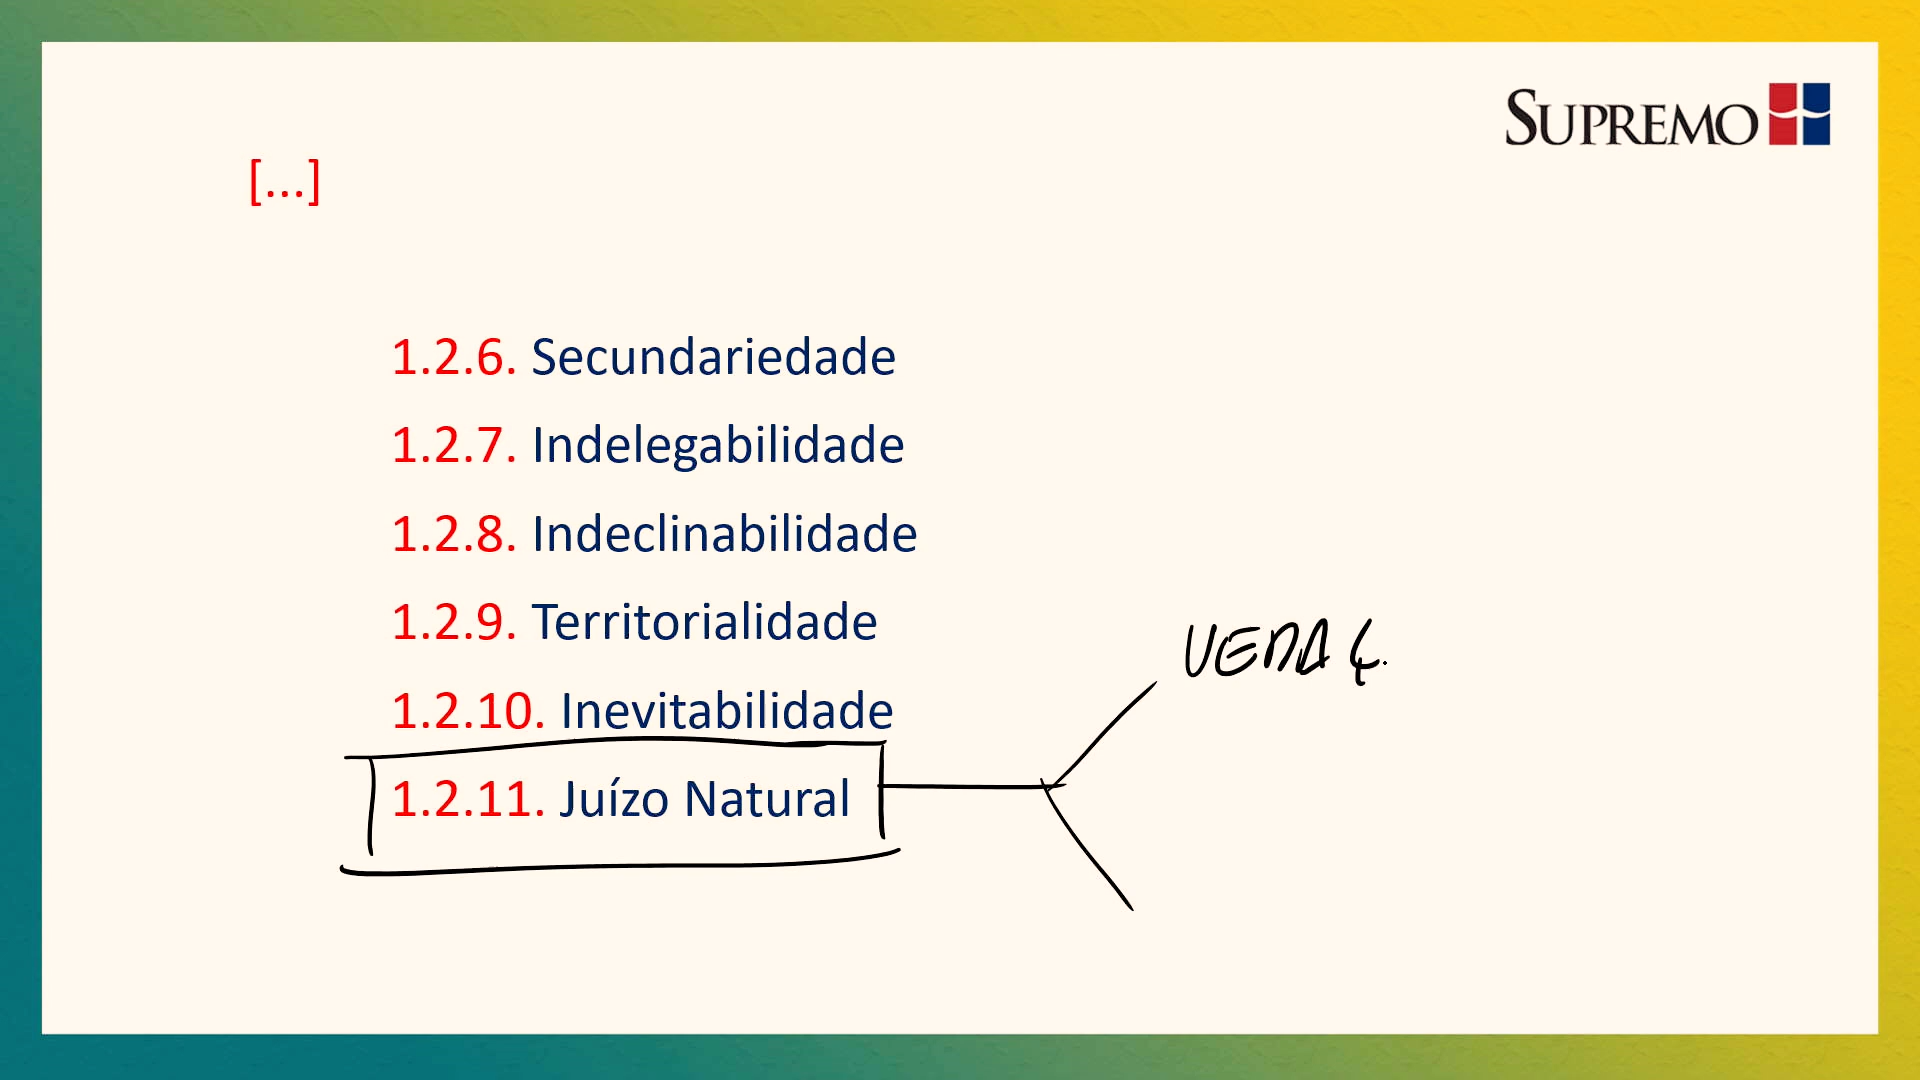 SUPREMO
[...]
1.2.6. Secundariedade
1.2.7. Indelegabilidade
1.2.8. Indeclinabilidade
1.2.9. Territorialidade
VEDAÇ
1.2.10. Inevitabilidade
1.2.11. Juízo Natural